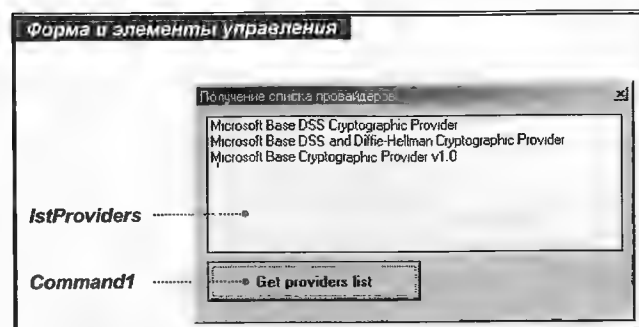 Форма и элементы управления
Получение списка провайдеров
Microsoft Base DSS Cryptographic Provider
Microsoft Base DSS and Diffie-Hellman Cryptographic Provider
Microsoft Base Cryptographic Provider v1.0
lstProviders
Command1
Get providers list